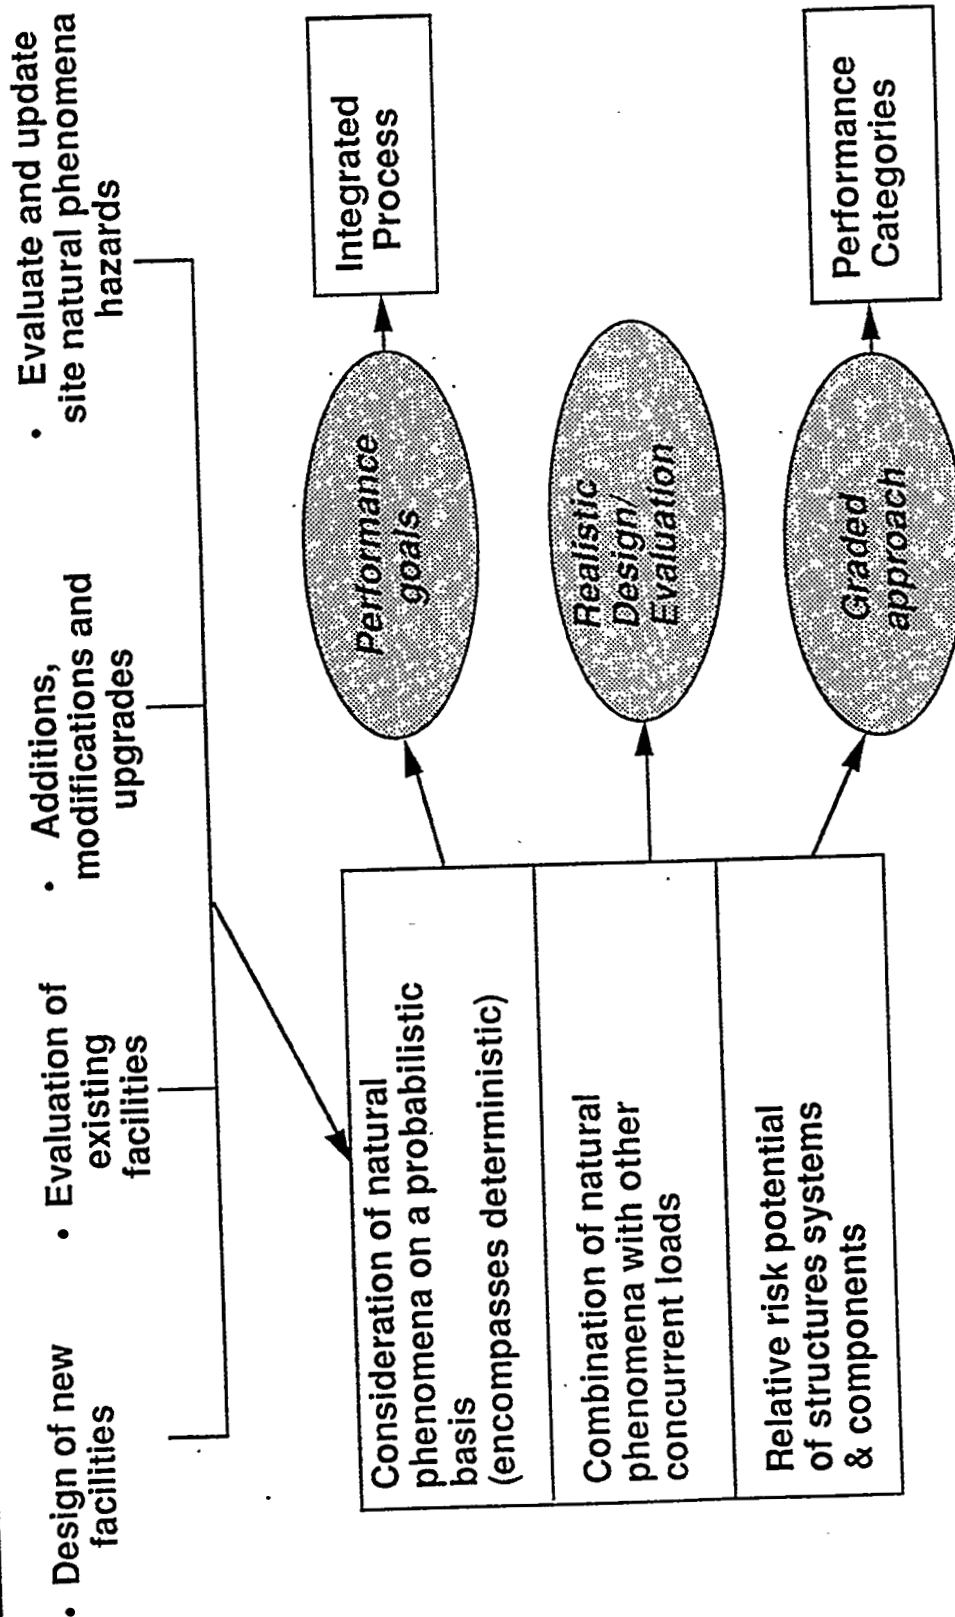 • Design of new
facilities
• Evaluation of
existing
facilities
• Additions,
modifications and
upgrades
• Evaluate and update
site natural phenomena
hazards
Consideration of natural
phenomena on a probabilistic
basis
(encompasses deterministic)
Combination of natural
phenomena with other
concurrent loads
Relative risk potential
of structures systems
& components
Performance
goals
Realistic
Design/
Evaluation
Graded
approach
Integrated
Process
Performance
Categories